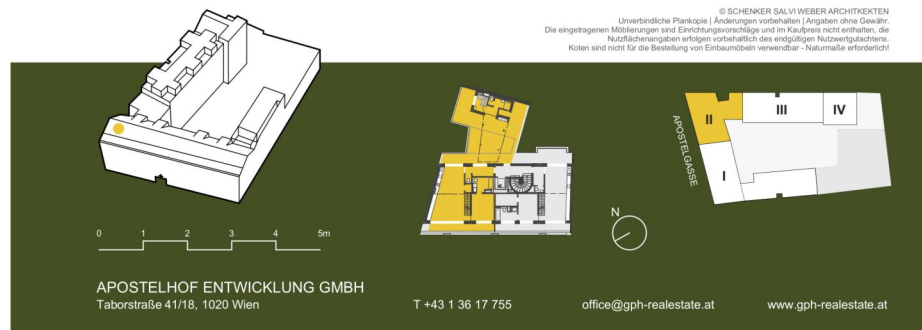 © SCHENKER SALVI WEBER ARCHITKEKTEN
Unverbindliche Plankopie | Änderungen vorbehalten | Angaben ohne Gewähr.
Die eingetragenen Möblierungen sind Einrichtungsvorschläge und im Kaufpreis nicht enthalten, die
Nutzflächenangaben erfolgen vorbehaltlich des endgültigen Nutzwertgutachtens.
Koten sind nicht für die Bestellung von Einbaumöbeln verwendbar - Naturmaße erforderlich!
II
III
IV
I
APOSTELGASSE
N
0 1 2 3 4 5m
APOSTELHOF ENTWICKLUNG GMBH
Taborstraße 41/18, 1020 Wien
T +43 1 36 17 755
office@gph-realestate.at
www.gph-realestate.at